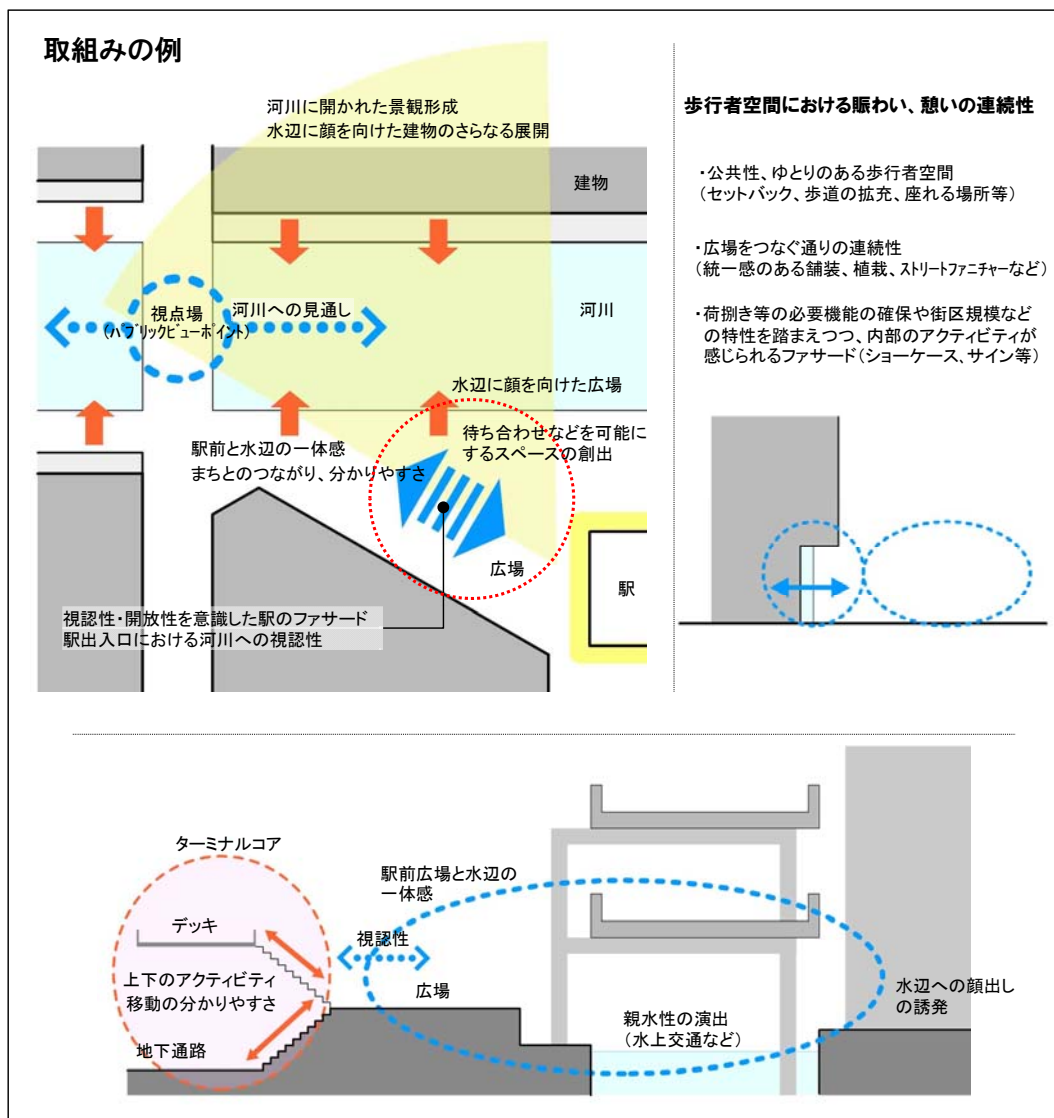 取組みの例
河川に開かれた景観形成
水辺に顔を向けた建物のさらなる展開
建物
視点場
(ﾊﾟﾌﾞﾘｯｸﾋﾞｭｰﾎﾟｲﾝﾄ)
河川への見通し
河川
水辺に顔を向けた広場
駅前と水辺の一体感
まちとのつながり、分かりやすさ
待ち合わせなどを可能に
するスペースの創出
広場
駅
視認性・開放性を意識した駅のファサード
駅出入口における河川への視認性
歩行者空間における賑わい、憩いの連続性
・公共性、ゆとりのある歩行者空間
(セットバック、歩道の拡充、座れる場所等)
・広場をつなぐ通りの連続性
(統一感のある舗装、植栽、ｽﾄﾘｰﾄﾌｧﾆﾁｬｰなど)
・荷捌き等の必要機能の確保や街区規模など
の特性を踏まえつつ、内部のアクティビティが
感じられるファサード(ショーケース、サイン等)
ターミナルコア
デッキ
上下のアクティビティ
移動の分かりやすさ
地下通路
駅前広場と水辺の
一体感
視認性
広場
親水性の演出
(水上交通など)
水辺への顔出し
の誘発